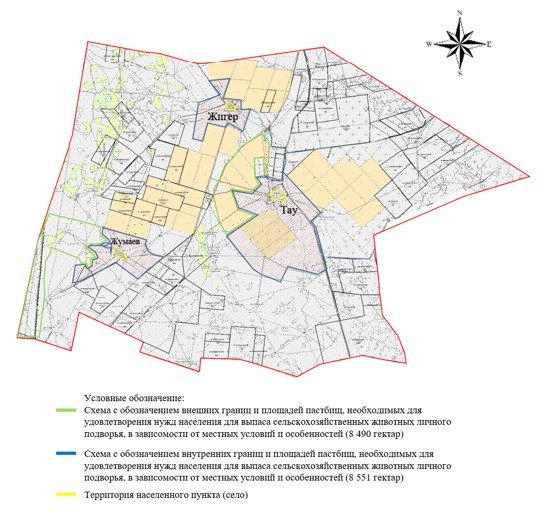 N
W E
S
Жигер
Тау
Жумаев
Условные обозначение:
Схема с обозначением внешних границ и площадей пастбищ, необходимых для
удовлетворения нужд населения для выпаса сельскохозяйственных животных личного
подворья, в зависомости от местных условий и особенностей (8 490 гектар)
Схема с обозначением внутренних границ и площадей пастбищ, необходимых для
удовлетворения нужд населения для выпаса сельскохозяйственных животных личного
подворья, в зависомости от местных условий и особенностей (8 551 гектар)
Территория населенного пункта (село)